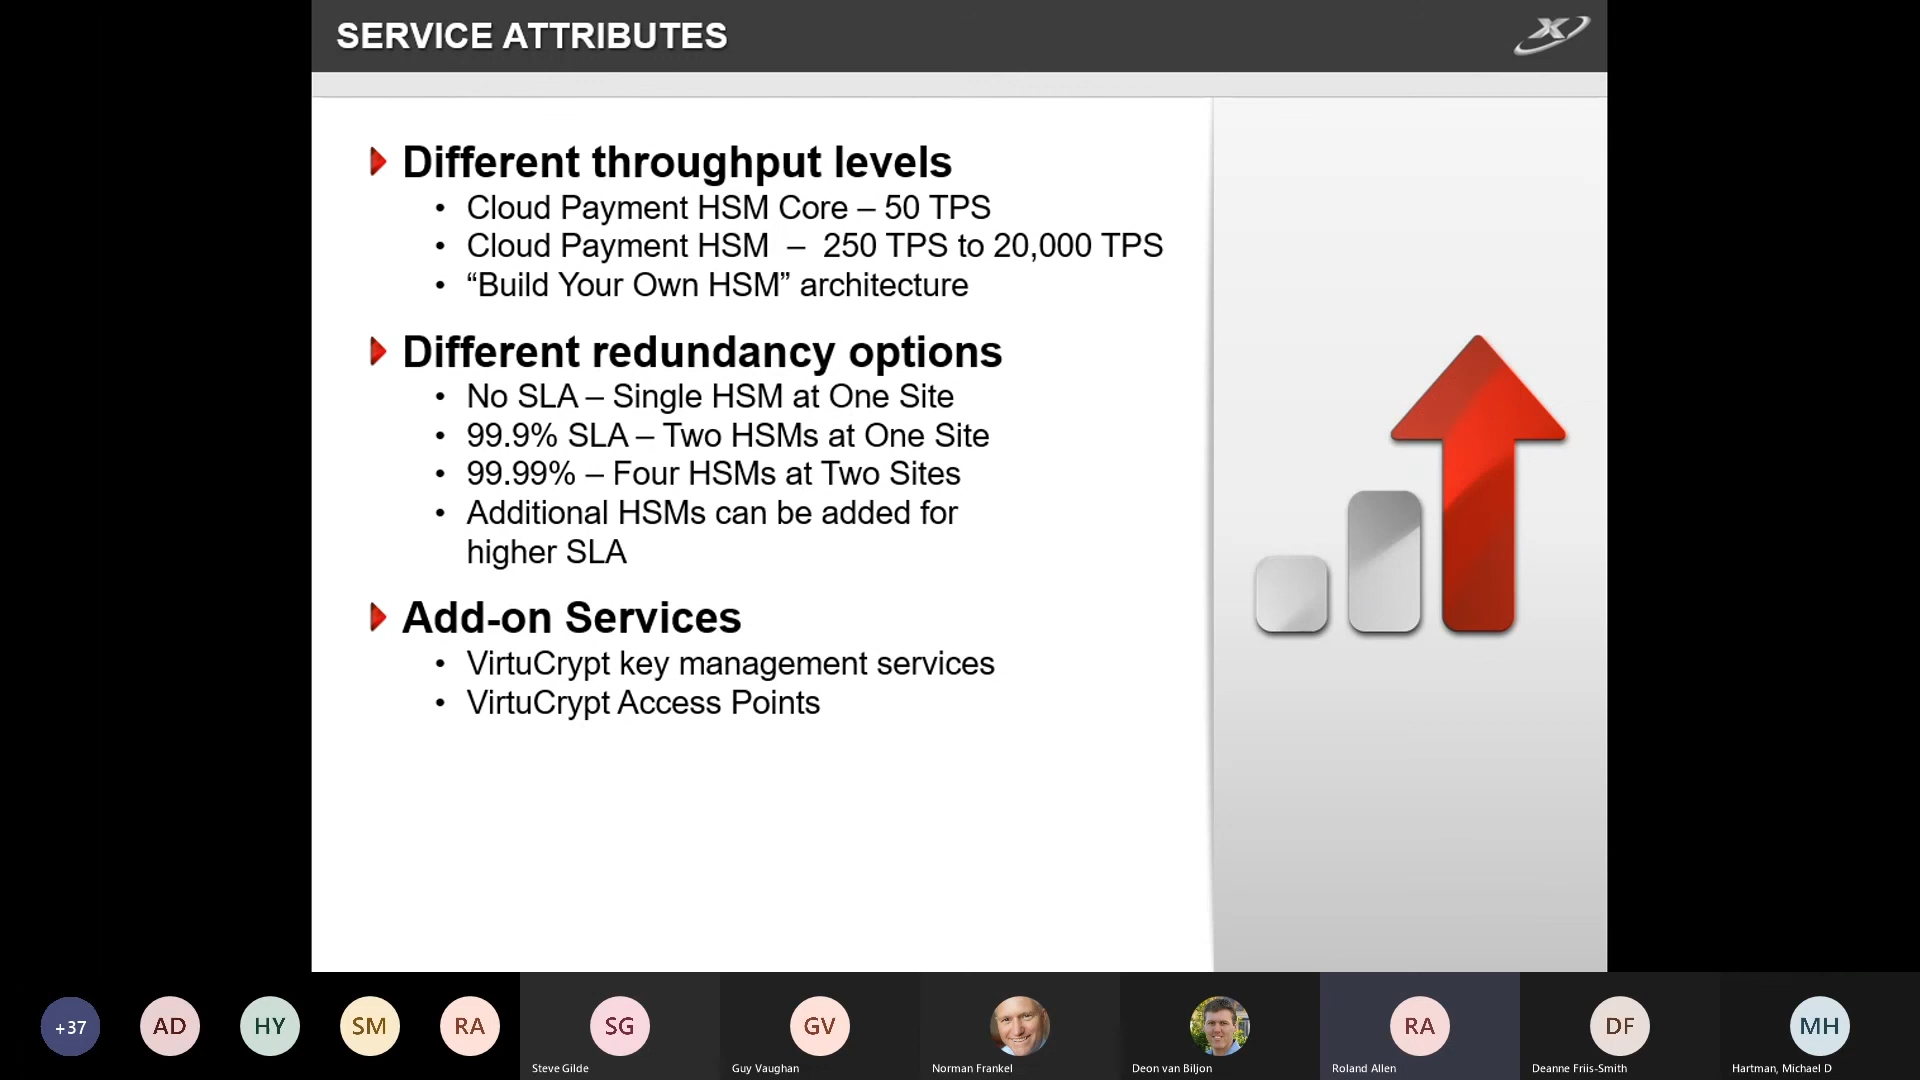 SERVICE ATTRIBUTES
X
Different throughput levels
• Cloud Payment HSM Core – 50 TPS
• Cloud Payment HSM – 250 TPS to 20,000 TPS
• “Build Your Own HSM” architecture
Different redundancy options
• No SLA – Single HSM at One Site
• 99.9% SLA – Two HSMs at One Site
• 99.99% – Four HSMs at Two Sites
• Additional HSMs can be added for
higher SLA
Add-on Services
• VirtuCrypt key management services
• VirtuCrypt Access Points
+37
AD
HY
SM
RA
SG
GV
RA
DF
MH
Steve Gilde
Guy Vaughan
Norman Frankel
Deon van Biljon
Roland Allen
Deanne Friis-Smith
Hartman, Michael D